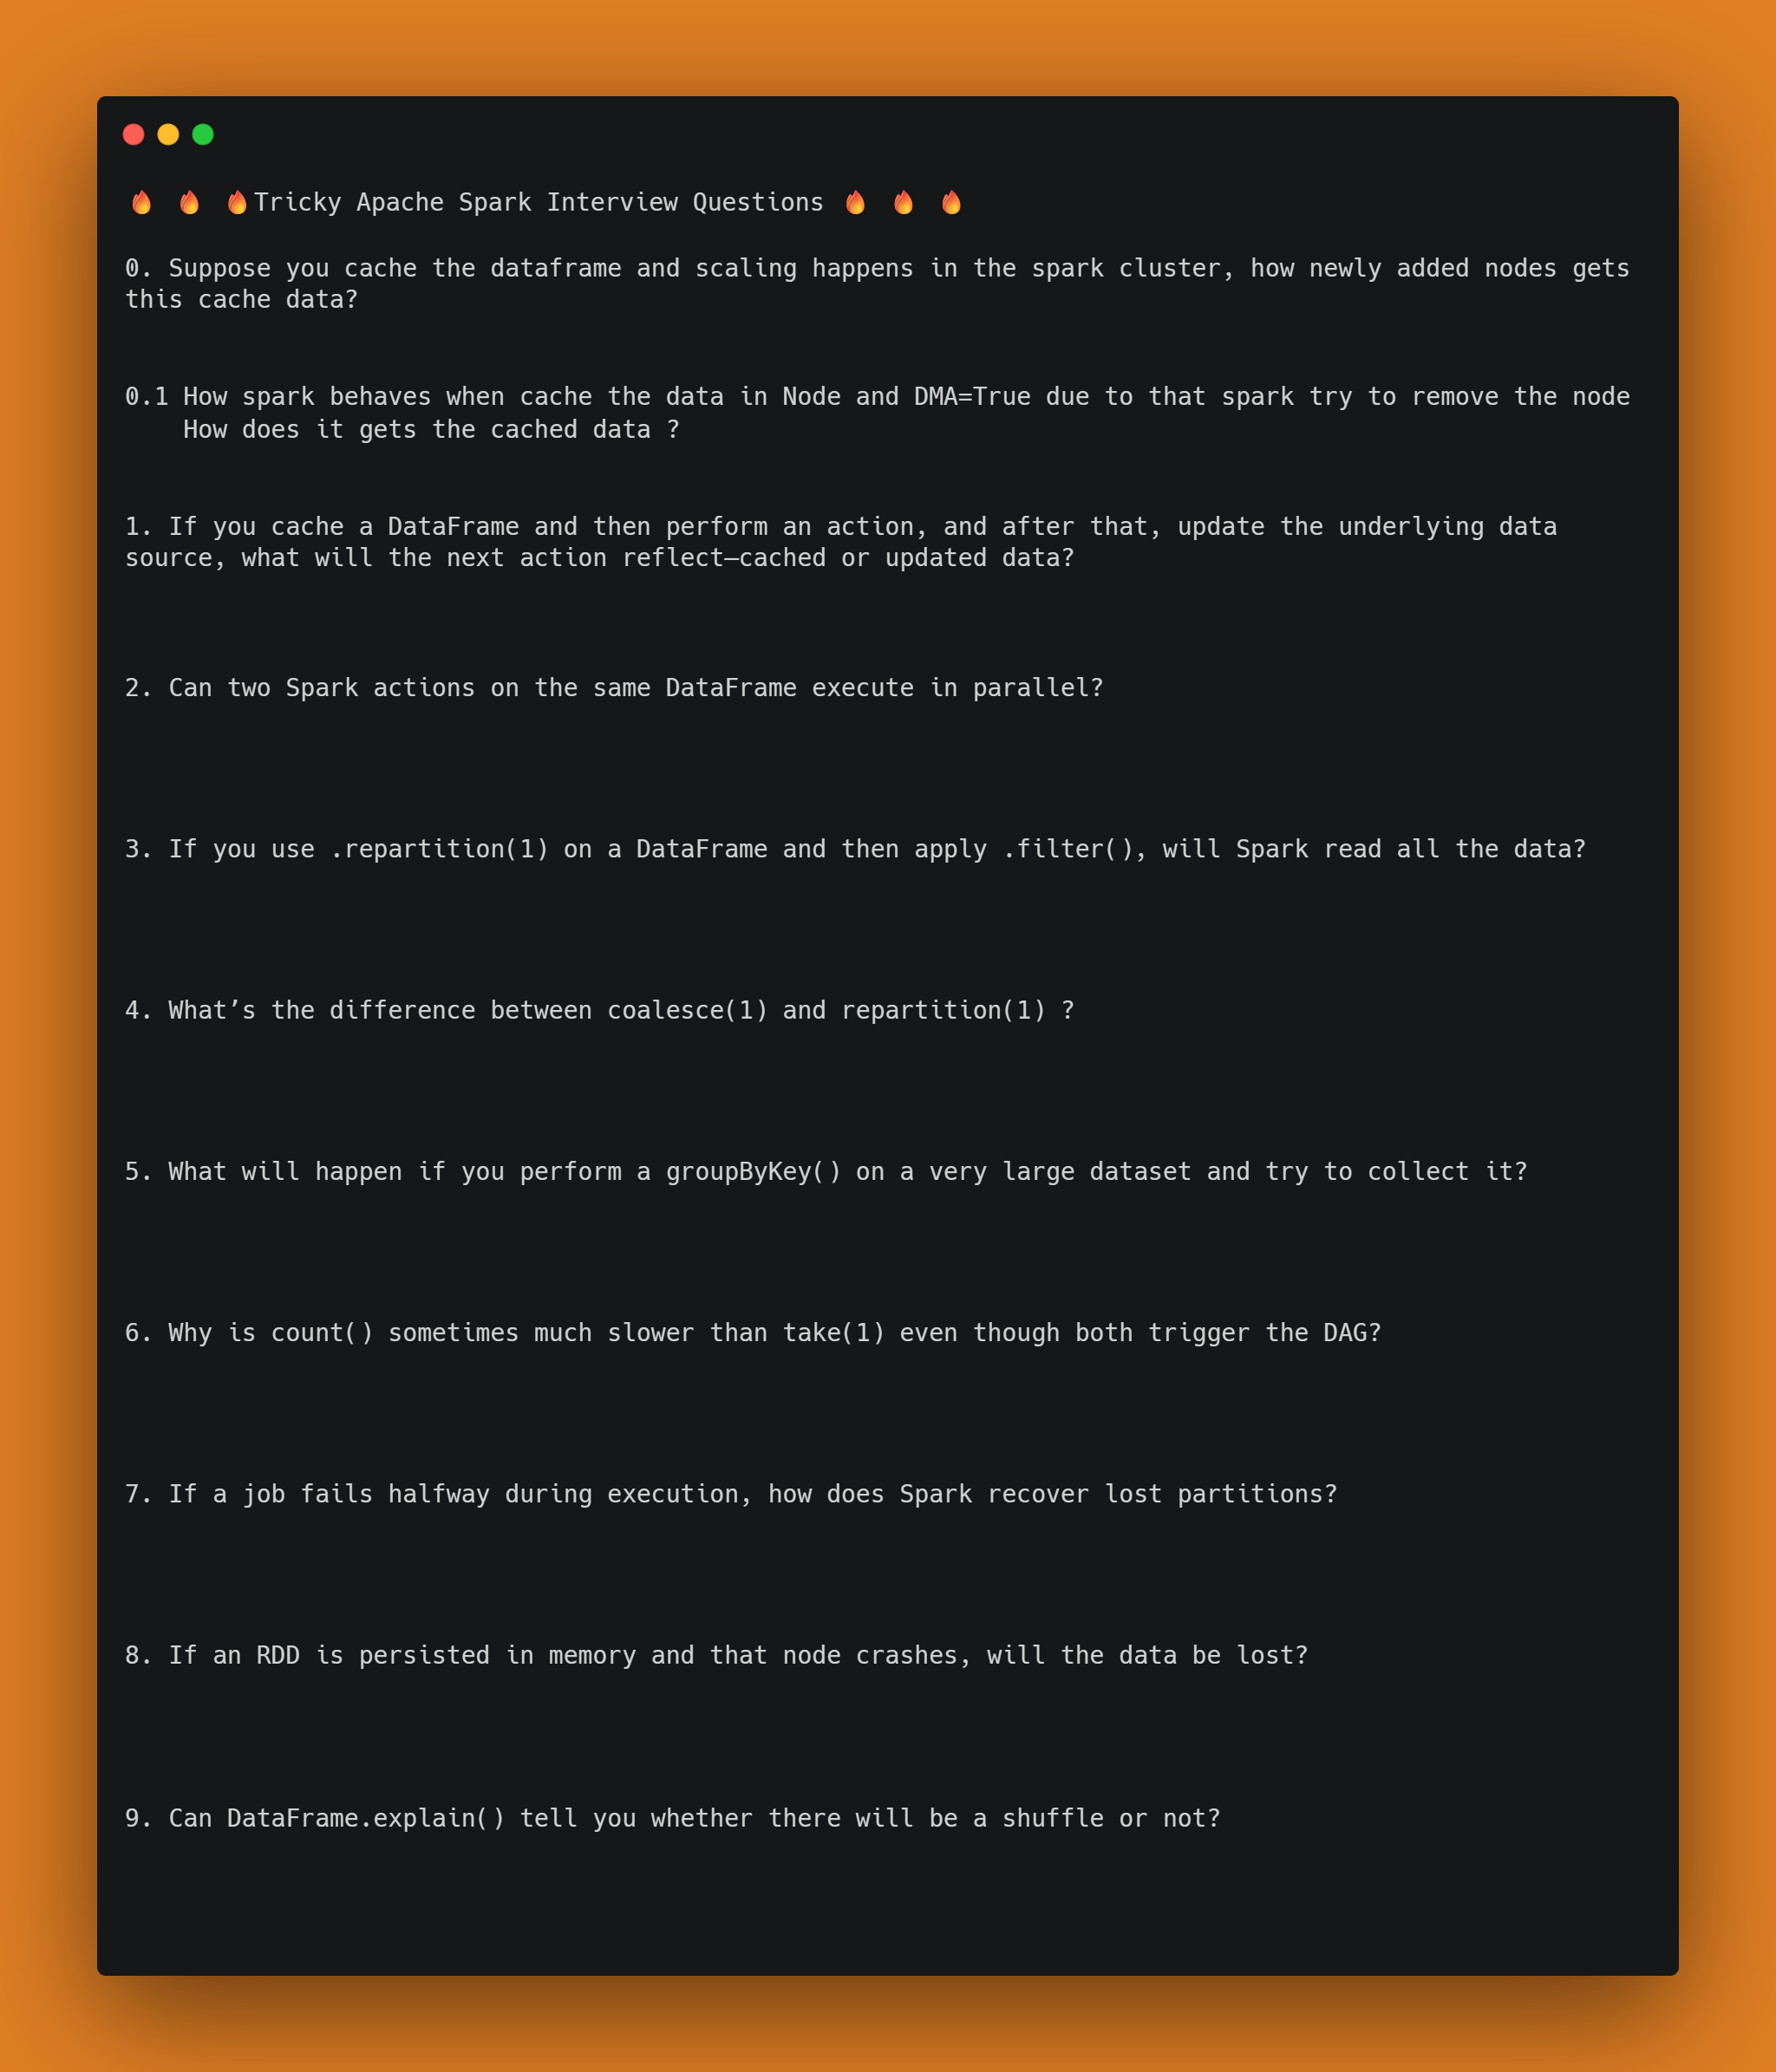 🔥 🔥 🔥Tricky Apache Spark Interview Questions 🔥 🔥 🔥
0. Suppose you cache the dataframe and scaling happens in the spark cluster, how newly added nodes gets
this cache data?
0.1 How spark behaves when cache the data in Node and DMA=True due to that spark try to remove the node
How does it gets the cached data ?
1. If you cache a DataFrame and then perform an action, and after that, update the underlying data
source, what will the next action reflect—cached or updated data?
2. Can two Spark actions on the same DataFrame execute in parallel?
3. If you use .repartition(1) on a DataFrame and then apply .filter(), will Spark read all the data?
4. What’s the difference between coalesce(1) and repartition(1) ?
5. What will happen if you perform a groupByKey() on a very large dataset and try to collect it?
6. Why is count() sometimes much slower than take(1) even though both trigger the DAG?
7. If a job fails halfway during execution, how does Spark recover lost partitions?
8. If an RDD is persisted in memory and that node crashes, will the data be lost?
9. Can DataFrame.explain() tell you whether there will be a shuffle or not?